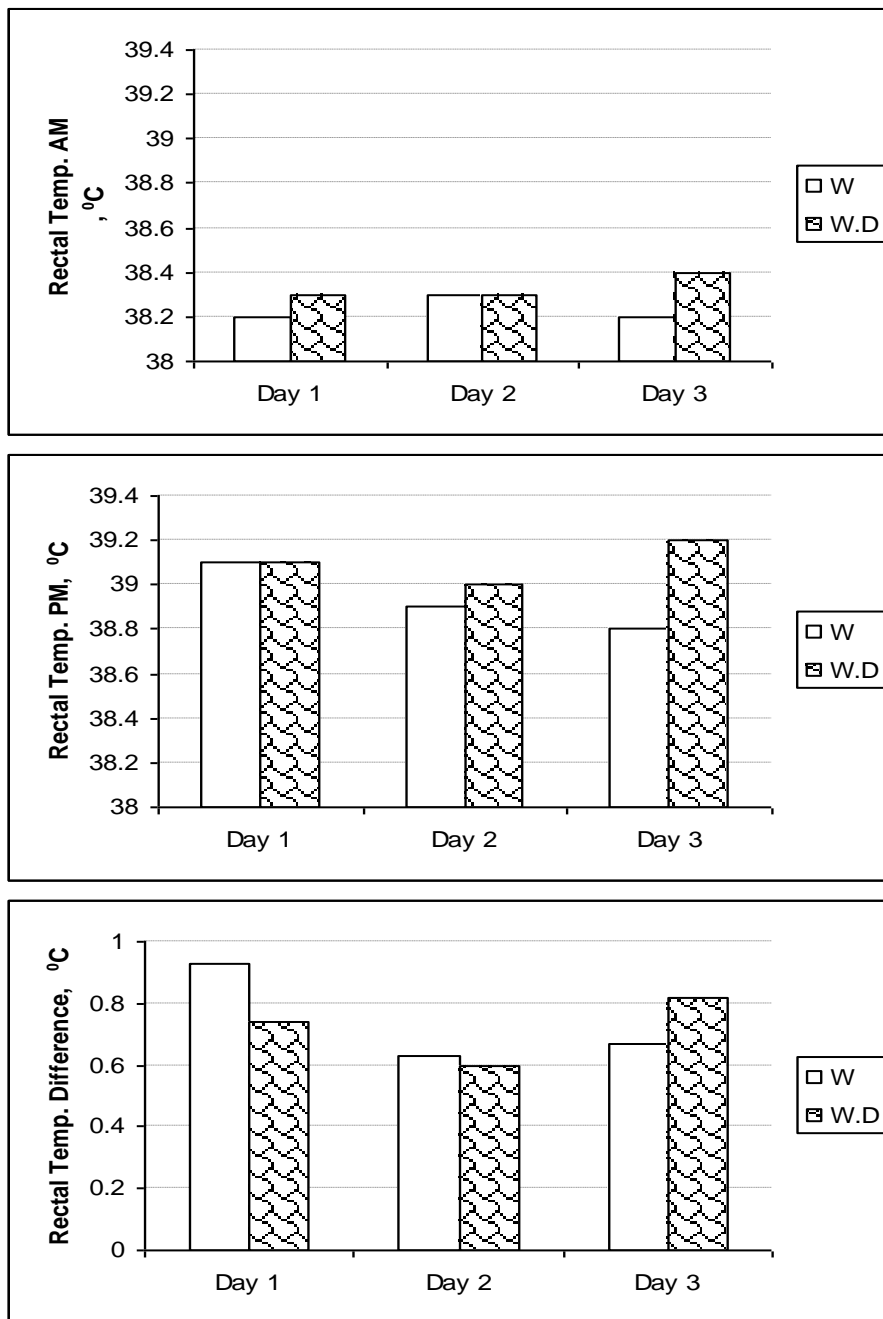 39.4
39.2
39
38.8
38.6
38.4
38.2
38
Rectal Temp. AM
, ⁰C
Day 1 Day 2 Day 3
W
W.D
39.4
39.2
39
38.8
38.6
38.4
38.2
38
Rectal Temp. PM, ⁰C
Day 1 Day 2 Day 3
W
W.D
1
0.8
0.6
0.4
0.2
0
Rectal Temp. Difference, ⁰C
Day 1 Day 2 Day 3
W
W.D